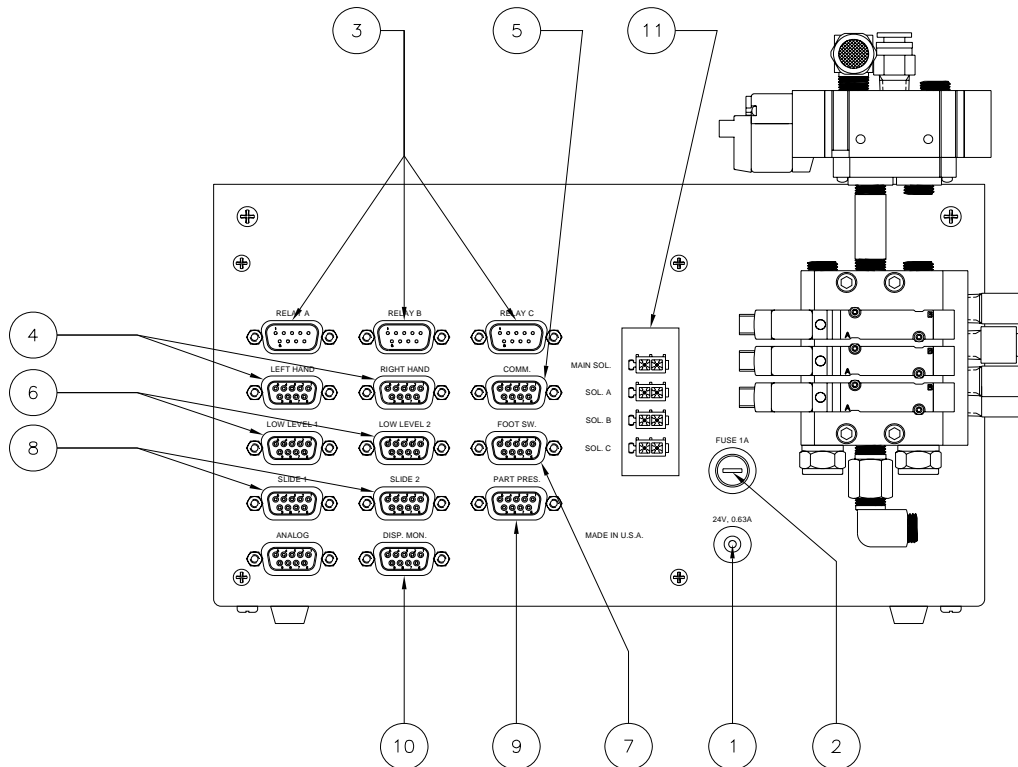 3
5
11
4
6
8
RELAY A
RELAY B
RELAY C
LEFT HAND
RIGHT HAND
COMM.
MAIN SOL.
SOL. A
LOW LEVEL 1
LOW LEVEL 2
FOOT SW.
SOL. B
SOL. C
FUSE 1A
SLIDE 1
SLIDE 2
PART PRES.
24V, 0.63A
ANALOG
DISP. MON.
MADE IN U.S.A.
10
9
7
1
2